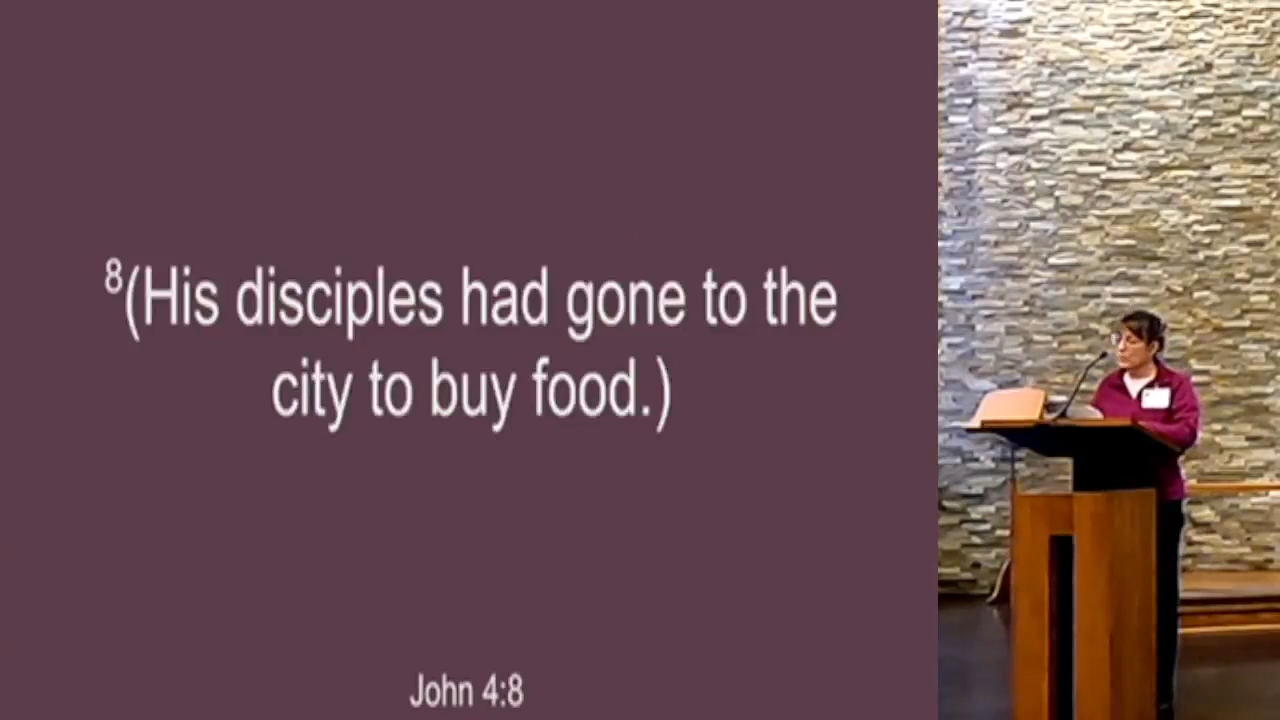 ⁸(His disciples had gone to the
city to buy food.)
John 4:8